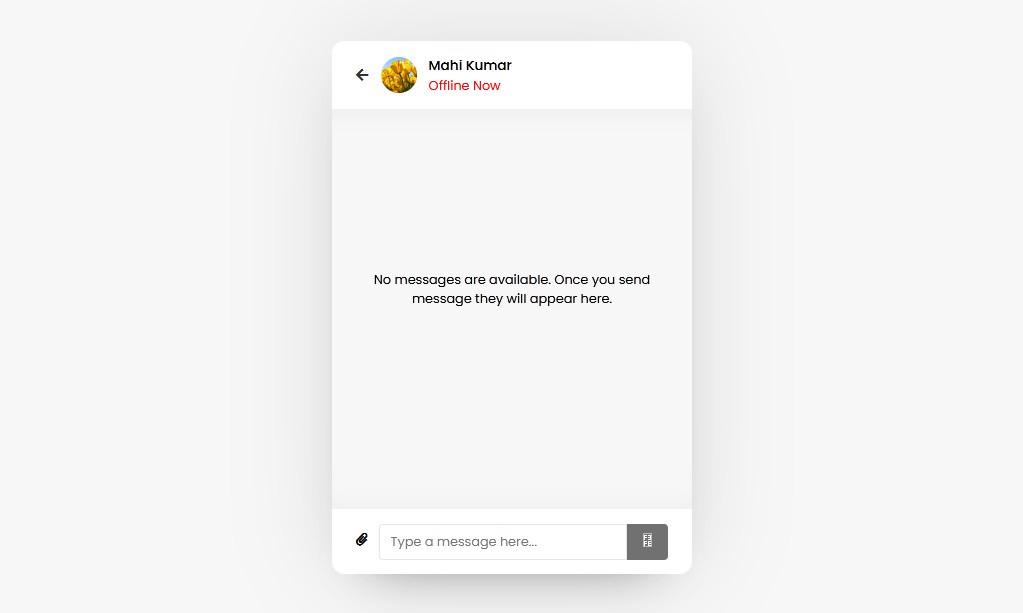 Mahi Kumar
Offline Now
No messages are available. Once you send
message they will appear here.
Type a message here...